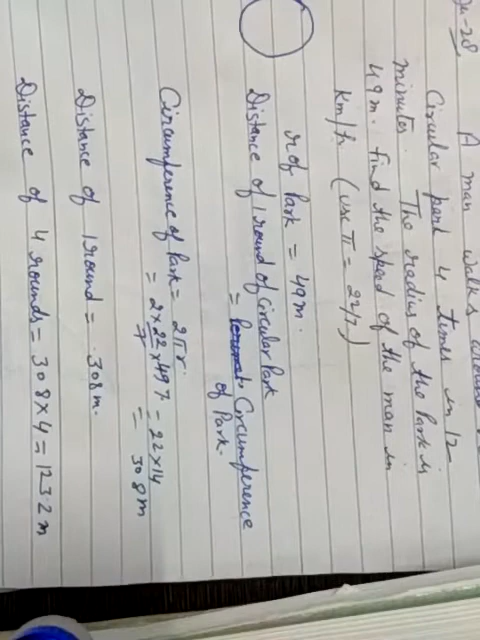 Qu-28 A man walks around
Circular park 4 times in 12
minutes. The radius of the Park is
49m. find the speed of the man in
km/h. (use π = 22/7)
r of Park = 49m.
Distance of 1 round of Circular Park
= Circumference
of Park.
Circumference of Park = 2πr.
= 2×22/7×49 7 = 22×14
= 308m
Distance of 1 round = 308m.
Distance of 4 rounds = 308×4 = 1232m